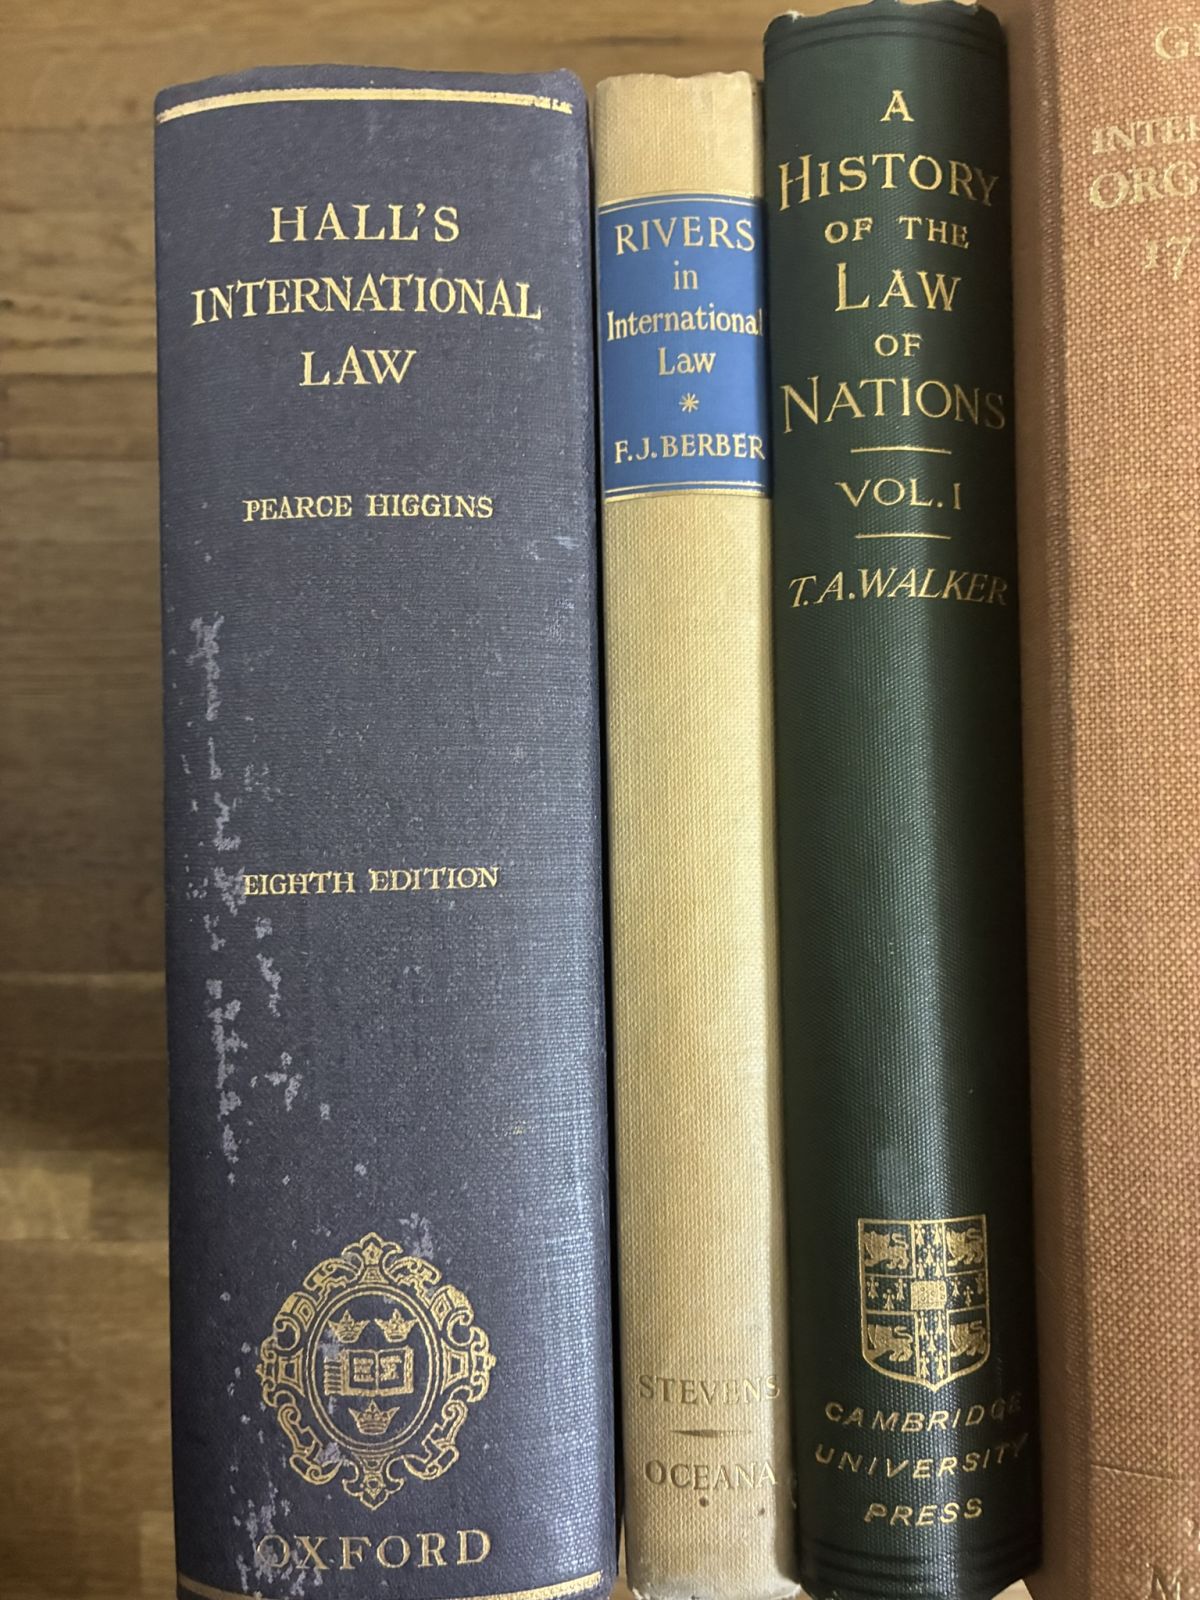 HALL'S
INTERNATIONAL
LAW
PEARCE HIGGINS
EIGHTH EDITION
OXFORD
RIVERS
in
International
Law
*
F.J. BERBER
STEVENS
OCEANA
A
HISTORY
OF THE
LAW
OF
NATIONS
VOL. I
T. A. WALKER
CAMBRIDGE
UNIVERSITY
PRESS